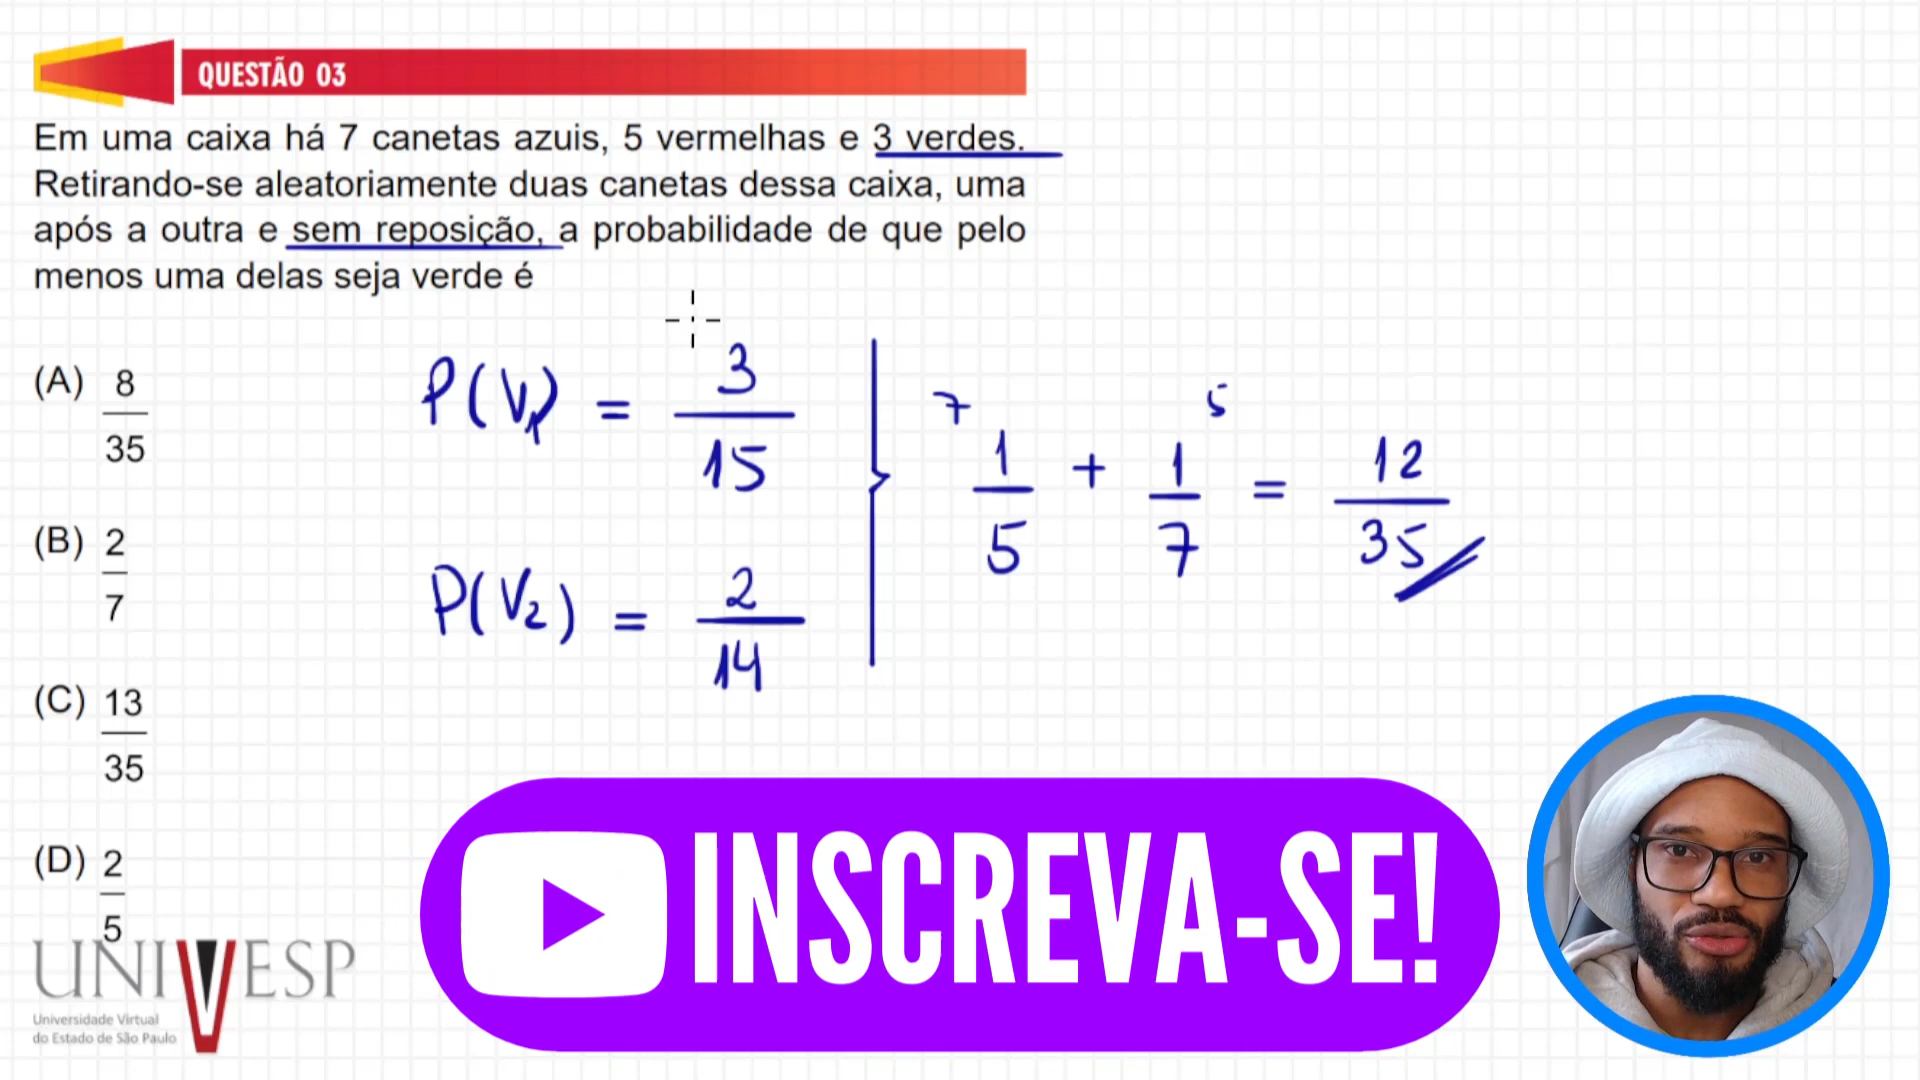 QUESTÃO 03
Em uma caixa há 7 canetas azuis, 5 vermelhas e 3 verdes.
Retirando-se aleatoriamente duas canetas dessa caixa, uma
após a outra e sem reposição, a probabilidade de que pelo
menos uma delas seja verde é
(A) 8/35
(B) 2/7
(C) 13/35
(D) 2/5
P(V1) = 3/15
P(V2) = 2/14
7 5
1/5 + 1/7 = 12/35
INSCREVA-SE!
UNIVESP
Universidade Virtual
do Estado de São Paulo